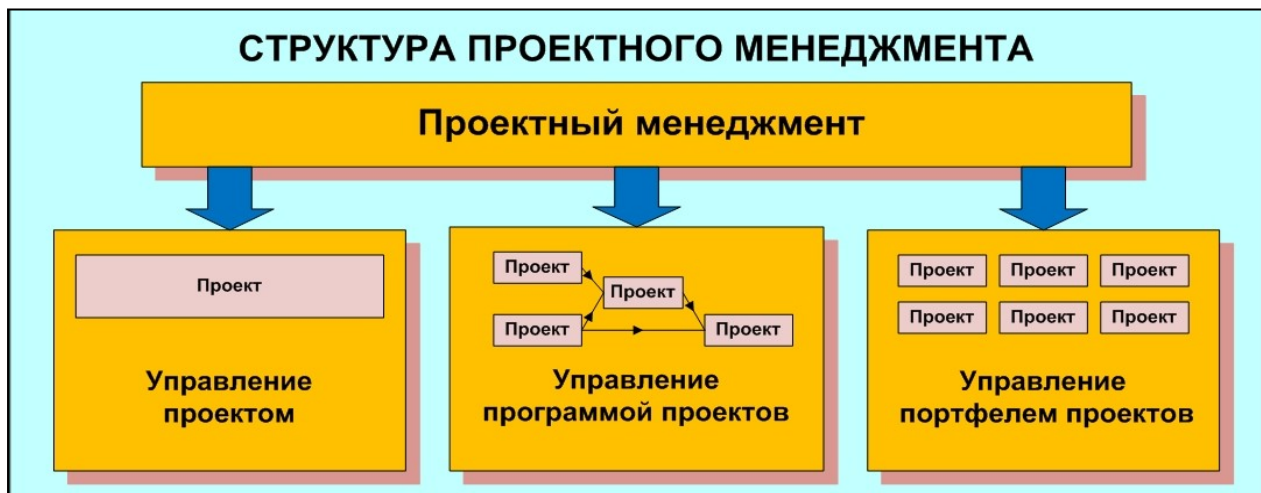 СТРУКТУРА ПРОЕКТНОГО МЕНЕДЖМЕНТА
Проектный менеджмент
Проект
Управление
проектом
Проект
Проект
Проект
Проект
Управление
программой проектов
Проект
Проект
Проект
Проект
Проект
Проект
Управление
портфелем проектов